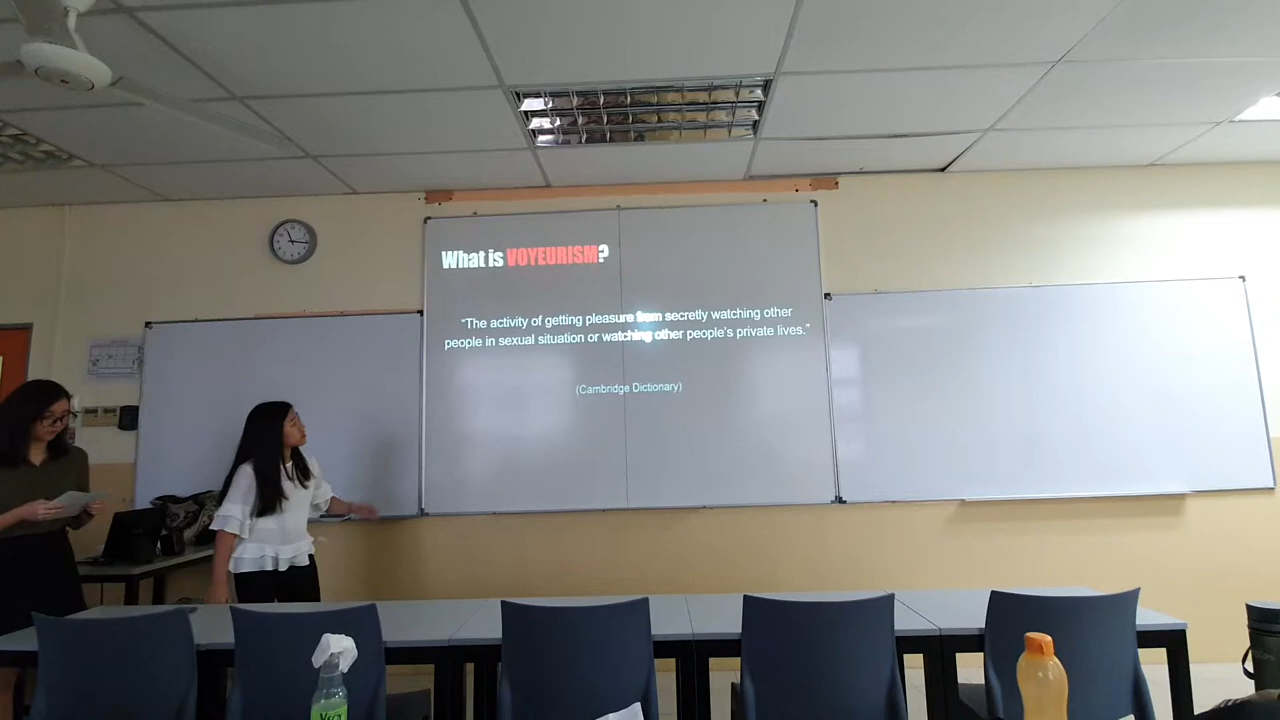 What is VOYEURISM?
“The activity of getting pleasure from secretly watching other
people in sexual situation or watching other people's private lives.”
(Cambridge Dictionary)